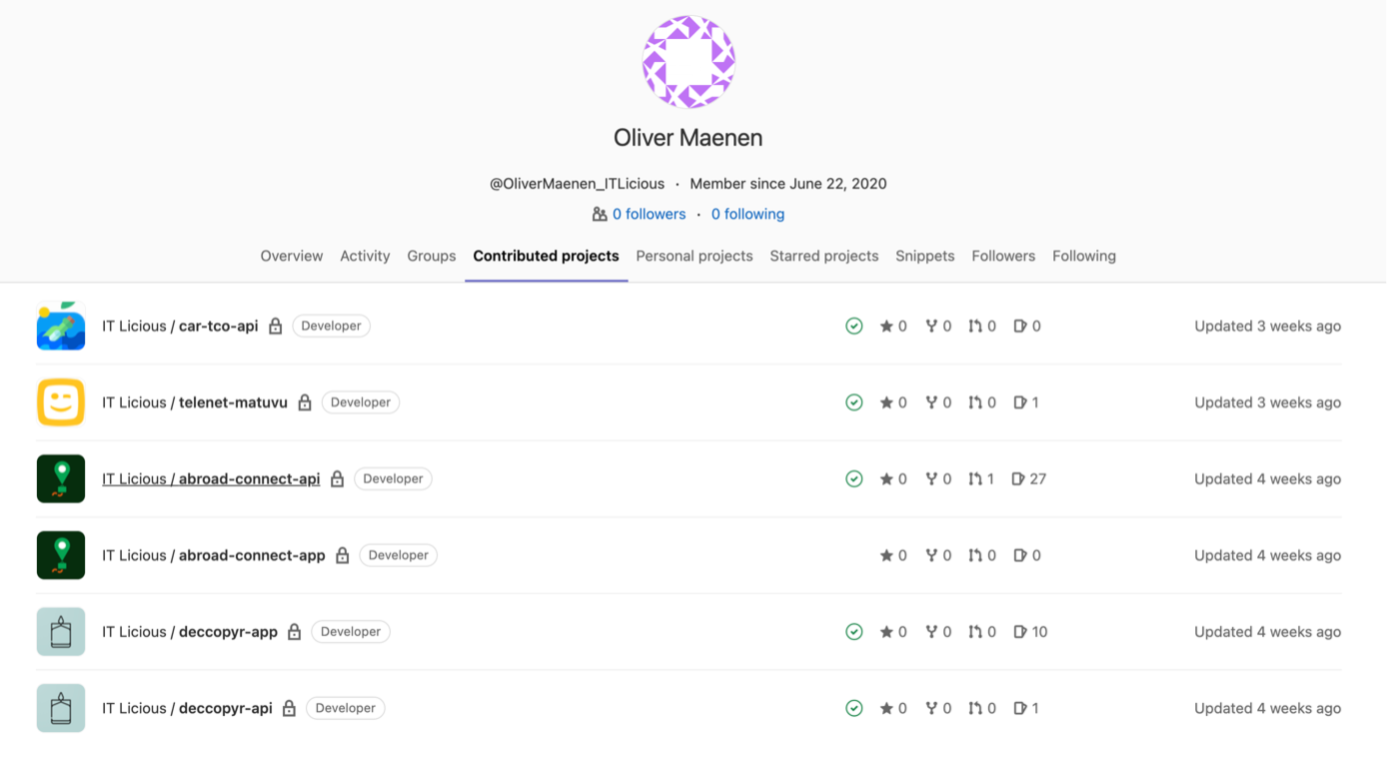 Oliver Maenen
@OliverMaenen_ITLicious · Member since June 22, 2020
0 followers · 0 following
Overview Activity Groups Contributed projects Personal projects Starred projects Snippets Followers Following
IT Licious / car-tco-api Developer 0 0 0 0 Updated 3 weeks ago
IT Licious / telenet-matuvu Developer 0 0 0 1 Updated 3 weeks ago
IT Licious / abroad-connect-api Developer 0 0 1 27 Updated 4 weeks ago
IT Licious / abroad-connect-app Developer 0 0 0 0 Updated 4 weeks ago
IT Licious / deccopyr-app Developer 0 0 0 10 Updated 4 weeks ago
IT Licious / deccopyr-api Developer 0 0 0 1 Updated 4 weeks ago